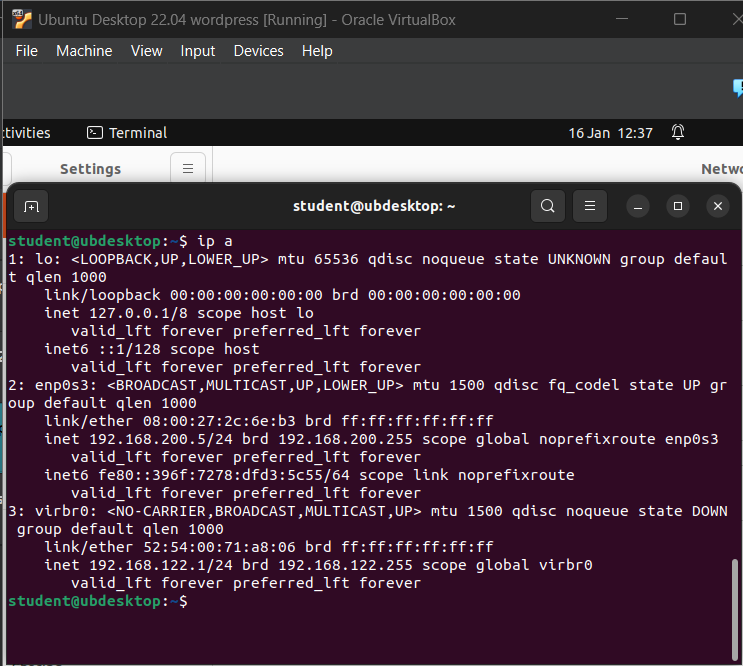 Ubuntu Desktop 22.04 wordpress [Running] - Oracle VirtualBox
File Machine View Input Devices Help
ctivities Terminal 16 Jan 12:37
Settings Netwo
student@ubdesktop: ~
student@ubdesktop:~$ ip a
1: lo: <LOOPBACK,UP,LOWER_UP> mtu 65536 qdisc noqueue state UNKNOWN group defaul
t qlen 1000
    link/loopback 00:00:00:00:00:00 brd 00:00:00:00:00:00
    inet 127.0.0.1/8 scope host lo
       valid_lft forever preferred_lft forever
    inet6 ::1/128 scope host
       valid_lft forever preferred_lft forever
2: enp0s3: <BROADCAST,MULTICAST,UP,LOWER_UP> mtu 1500 qdisc fq_codel state UP gr
oup default qlen 1000
    link/ether 08:00:27:2c:6e:b3 brd ff:ff:ff:ff:ff:ff
    inet 192.168.200.5/24 brd 192.168.200.255 scope global noprefixroute enp0s3
       valid_lft forever preferred_lft forever
    inet6 fe80::396f:7278:dfd3:5c55/64 scope link noprefixroute
       valid_lft forever preferred_lft forever
3: virbr0: <NO-CARRIER,BROADCAST,MULTICAST,UP> mtu 1500 qdisc noqueue state DOWN
 group default qlen 1000
    link/ether 52:54:00:71:a8:06 brd ff:ff:ff:ff:ff:ff
    inet 192.168.122.1/24 brd 192.168.122.255 scope global virbr0
       valid_lft forever preferred_lft forever
student@ubdesktop:~$